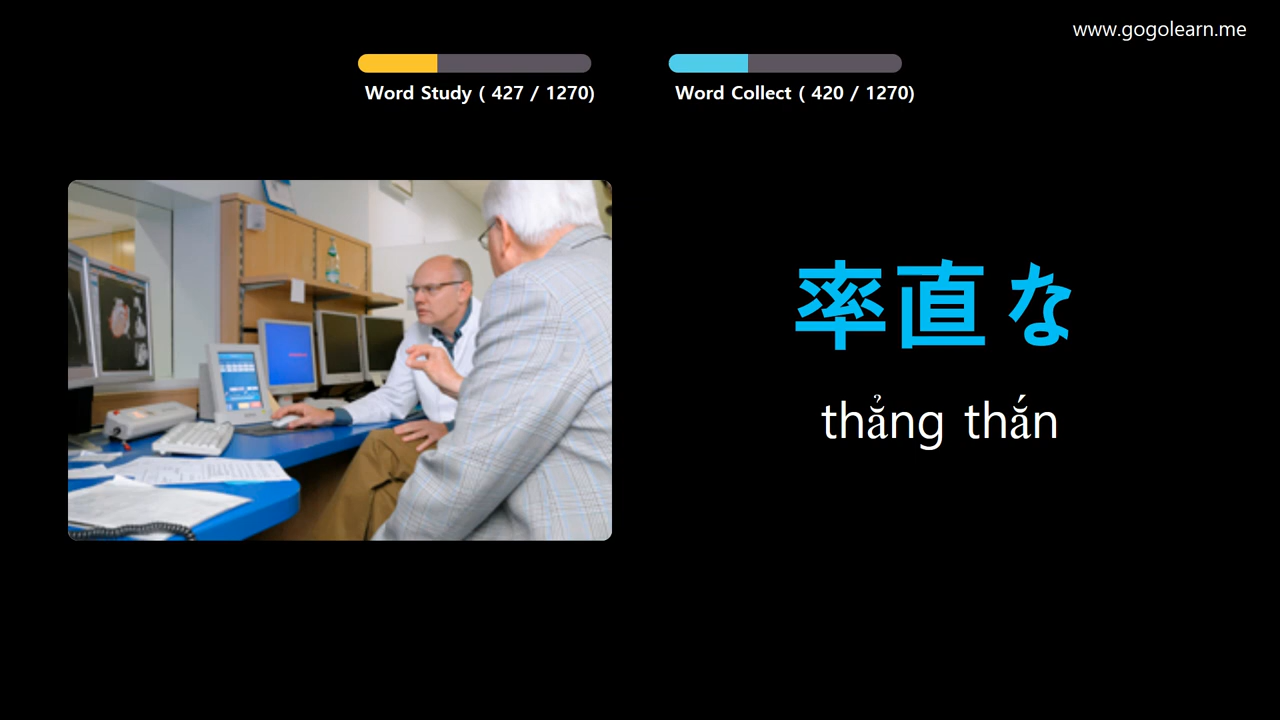 www.gogolearn.me
Word Study ( 427 / 1270)
Word Collect ( 420 / 1270)
率直な
thẳng thắn